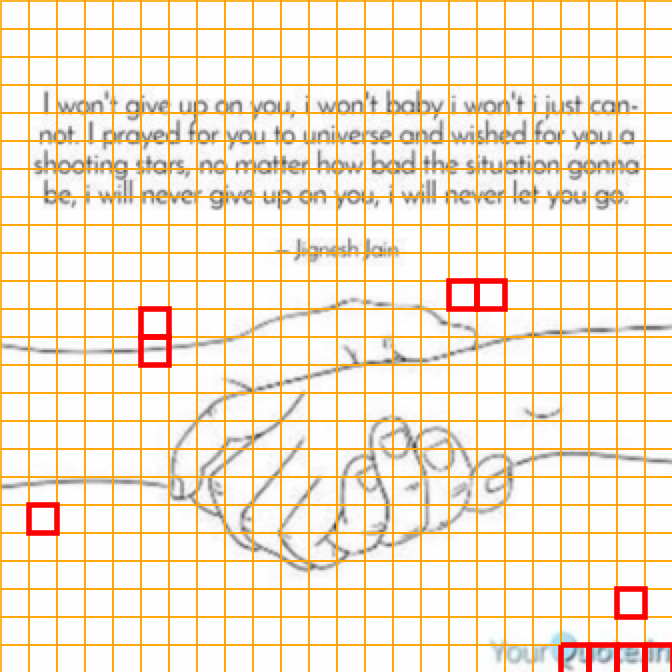 I won't give up on you, i won't baby i won't i just can-
not. I prayed for you to universe and wished for you a
shooting stars, no matter how bad the situation gonna
be, i will never give up on you, i will never let you go.
-- Jignesh Jain
YourQuote.in